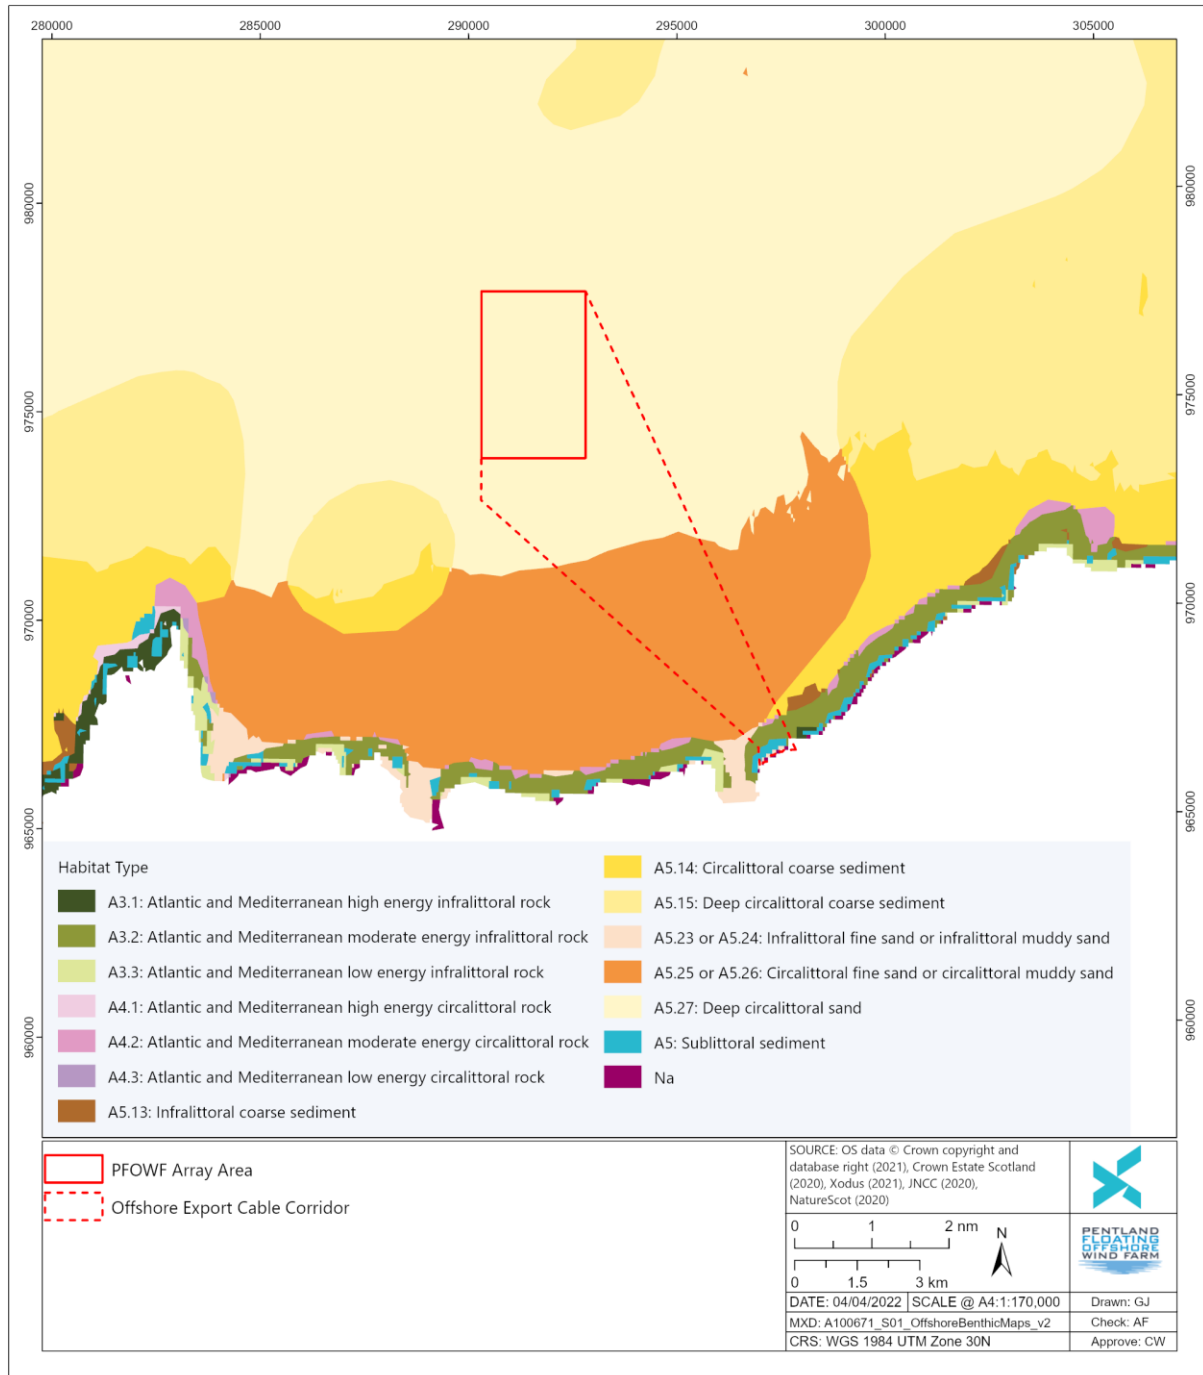 280000
285000
290000
295000
300000
305000
980000
975000
970000
965000
960000
980000
975000
970000
965000
960000
Habitat Type
A3.1: Atlantic and Mediterranean high energy infralittoral rock
A3.2: Atlantic and Mediterranean moderate energy infralittoral rock
A3.3: Atlantic and Mediterranean low energy infralittoral rock
A4.1: Atlantic and Mediterranean high energy circalittoral rock
A4.2: Atlantic and Mediterranean moderate energy circalittoral rock
A4.3: Atlantic and Mediterranean low energy circalittoral rock
A5.13: Infralittoral coarse sediment
A5.14: Circalittoral coarse sediment
A5.15: Deep circalittoral coarse sediment
A5.23 or A5.24: Infralittoral fine sand or infralittoral muddy sand
A5.25 or A5.26: Circalittoral fine sand or circalittoral muddy sand
A5.27: Deep circalittoral sand
A5: Sublittoral sediment
Na
PFOWF Array Area
Offshore Export Cable Corridor
SOURCE: OS data © Crown copyright and
database right (2021), Crown Estate Scotland
(2020), Xodus (2021), JNCC (2020),
NatureScot (2020)
0 1 2 nm
0 1.5 3 km
N
PENTLAND
FLOATING
OFFSHORE
WIND FARM
DATE: 04/04/2022 SCALE @ A4:1:170,000 Drawn: GJ
MXD: A100671_S01_OffshoreBenthicMaps_v2 Check: AF
CRS: WGS 1984 UTM Zone 30N Approve: CW